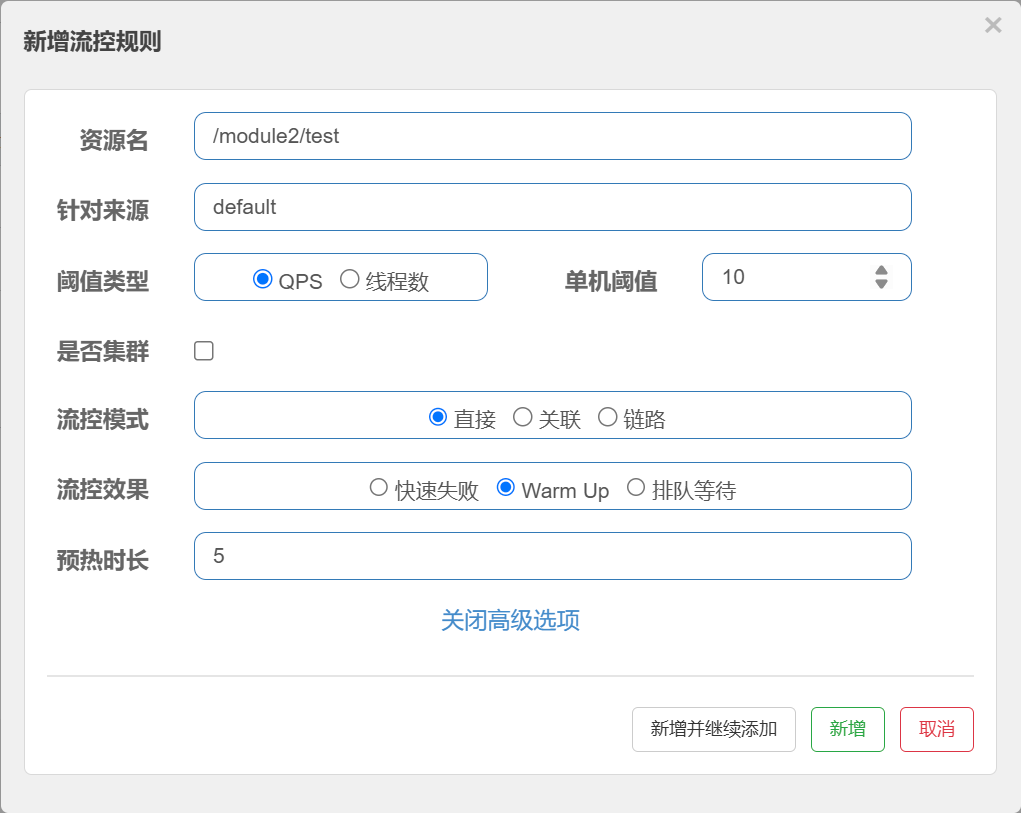 新增流控规则 ×
资源名 /module2/test
针对来源 default
阈值类型 QPS 线程数 单机阈值 10
是否集群
流控模式 直接 关联 链路
流控效果 快速失败 Warm Up 排队等待
预热时长 5
关闭高级选项
新增并继续添加 新增 取消